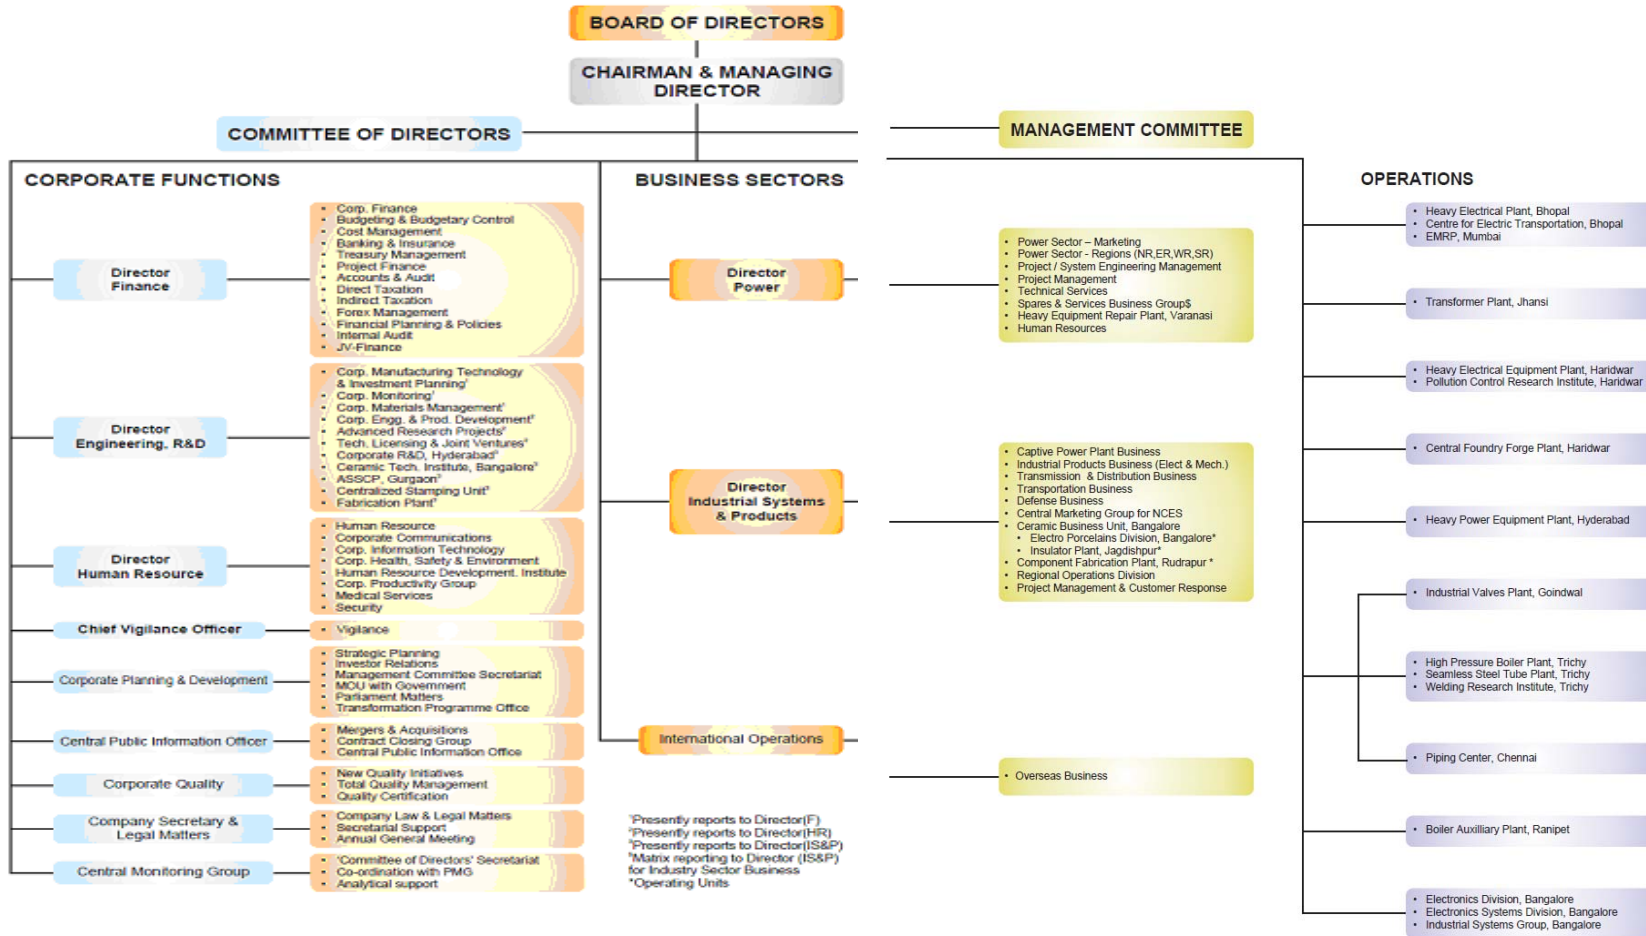 BOARD OF DIRECTORS
CHAIRMAN & MANAGING
DIRECTOR
COMMITTEE OF DIRECTORS
MANAGEMENT COMMITTEE
CORPORATE FUNCTIONS
Director
Finance
• Corp. Finance
• Budgeting & Budgetary Control
• Cost Management
• Banking & Insurance
• Treasury Management
• Project Finance
• Accounts & Audit
• Direct Taxation
• Indirect Taxation
• Forex Management
• Financial Planning & Policies
• Internal Audit
• JV-Finance
Director
Engineering, R&D
• Corp. Manufacturing Technology
& Investment Planning
• Corp. Monitoring
• Corp. Materials Management
• Corp. Engg. & Prod. Development
• Advanced Research Projects
• Tech. Licensing & Joint Ventures
• Corporate R&D, Hyderabad
• Ceramic Tech. Institute, Bangalore
• ASSCP, Gurgaon
• Centralized Stamping Unit
• Fabrication Plant
Director
Human Resource
• Human Resource
• Corporate Communications
• Corp. Information Technology
• Corp. Health, Safety & Environment
• Human Resource Development. Institute
• Corp. Productivity Group
• Medical Services
• Security
Chief Vigilance Officer
• Vigilance
Corporate Planning & Development
• Strategic Planning
• Investor Relations
• Management Committee Secretariat
• MOU with Government
• Parliament Matters
• Transformation Programme Office
Central Public Information Officer
• Mergers & Acquisitions
• Contract Closing Group
• Central Public Information Office
Corporate Quality
• New Quality Initiatives
• Total Quality Management
• Quality Certification
Company Secretary &
Legal Matters
• Company Law & Legal Matters
• Secretarial Support
• Annual General Meeting
Central Monitoring Group
• 'Committee of Directors' Secretariat
• Co-ordination with PMG
• Analytical support
BUSINESS SECTORS
Director
Power
• Power Sector – Marketing
• Power Sector - Regions (NR,ER,WR,SR)
• Project / System Engineering Management
• Project Management
• Technical Services
• Spares & Services Business Group$
• Heavy Equipment Repair Plant, Varanasi
• Human Resources
Director
Industrial Systems
& Products
• Captive Power Plant Business
• Industrial Products Business (Elect & Mech.)
• Transmission & Distribution Business
• Transportation Business
• Defense Business
• Central Marketing Group for NCES
• Ceramic Business Unit, Bangalore
• Electro Porcelains Division, Bangalore*
• Insulator Plant, Jagdishpur*
• Component Fabrication Plant, Rudrapur *
• Regional Operations Division
• Project Management & Customer Response
International Operations
• Overseas Business
Presently reports to Director(F)
Presently reports to Director(HR)
Presently reports to Director(IS&P)
Matrix reporting to Director (IS&P)
for Industry Sector Business
*Operating Units
OPERATIONS
• Heavy Electrical Plant, Bhopal
• Centre for Electric Transportation, Bhopal
• EMRP, Mumbai
• Transformer Plant, Jhansi
• Heavy Electrical Equipment Plant, Haridwar
• Pollution Control Research Institute, Haridwar
• Central Foundry Forge Plant, Haridwar
• Heavy Power Equipment Plant, Hyderabad
• Industrial Valves Plant, Goindwal
• High Pressure Boiler Plant, Trichy
• Seamless Steel Tube Plant, Trichy
• Welding Research Institute, Trichy
• Piping Center, Chennai
• Boiler Auxilliary Plant, Ranipet
• Electronics Division, Bangalore
• Electronics Systems Division, Bangalore
• Industrial Systems Group, Bangalore